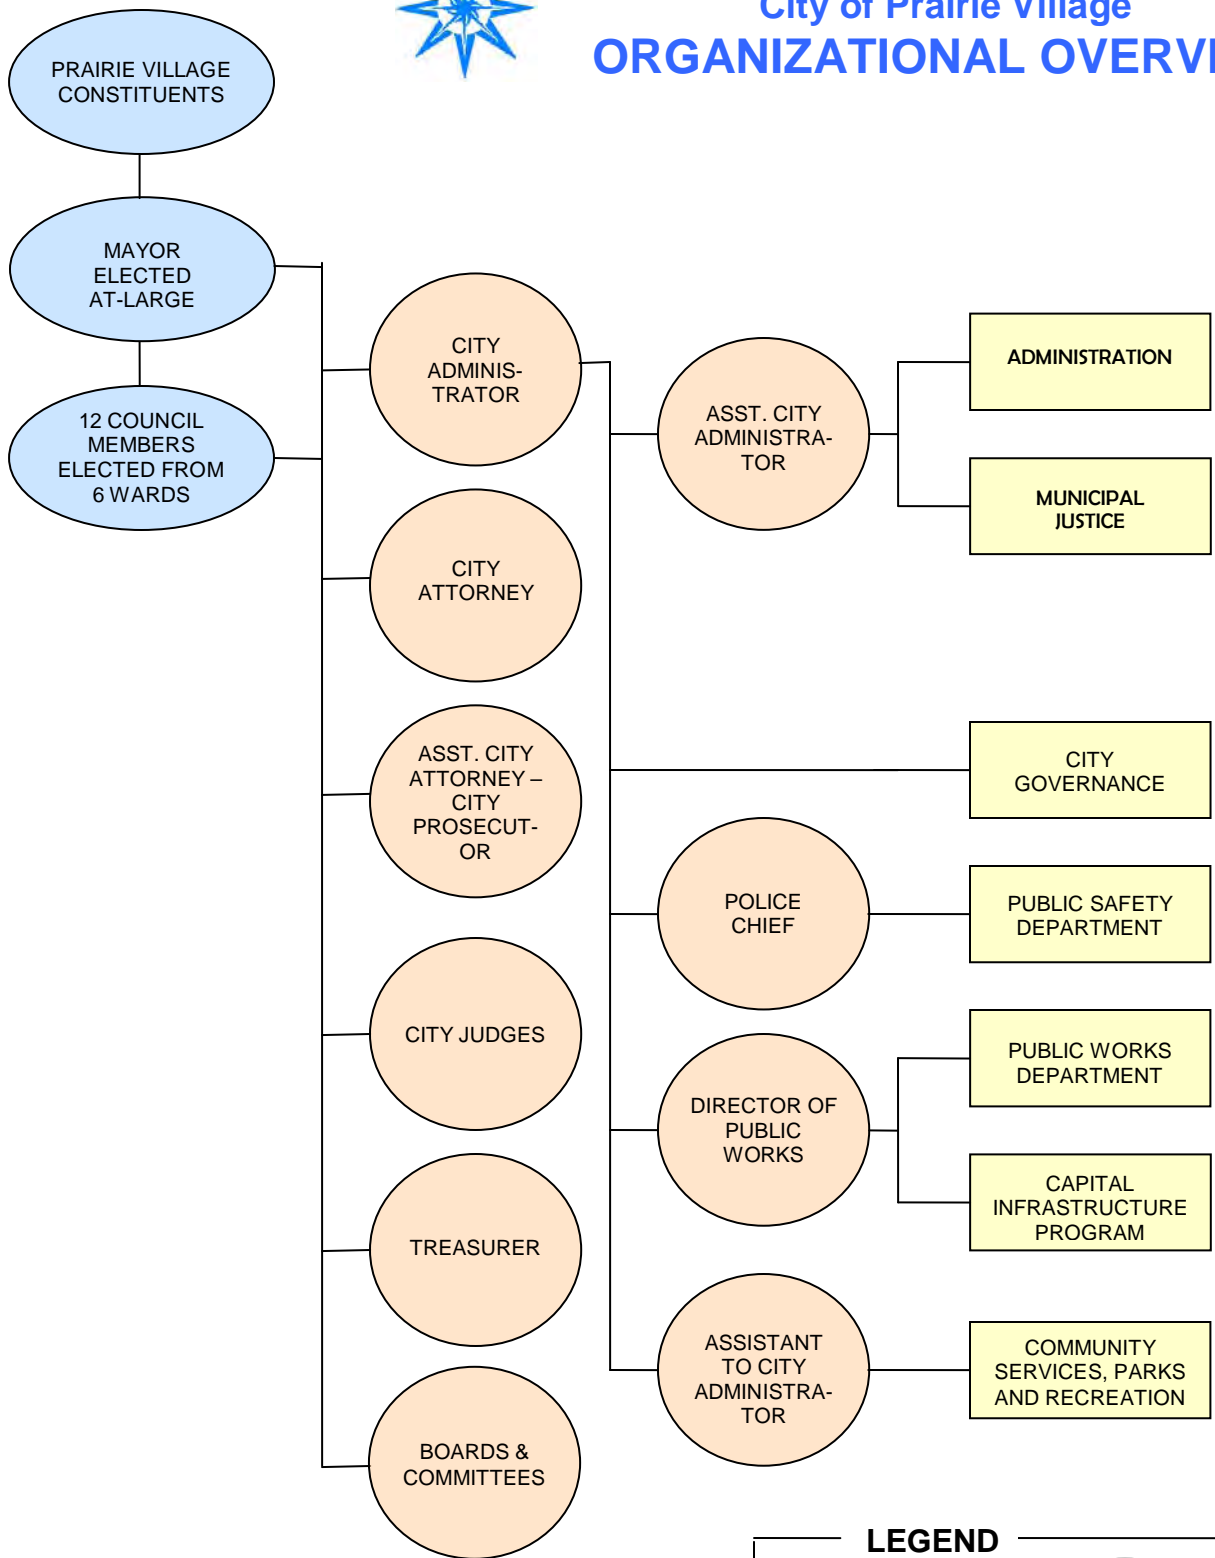 City of Prairie Village
ORGANIZATIONAL OVERVI
PRAIRIE VILLAGE
CONSTITUENTS
MAYOR
ELECTED
AT-LARGE
12 COUNCIL
MEMBERS
ELECTED FROM
6 WARDS
CITY
ADMINIS-
TRATOR
CITY
ATTORNEY
ASST. CITY
ATTORNEY –
CITY
PROSECUT-
OR
CITY JUDGES
TREASURER
BOARDS &
COMMITTEES
ASST. CITY
ADMINISTRA-
TOR
POLICE
CHIEF
DIRECTOR OF
PUBLIC
WORKS
ASSISTANT
TO CITY
ADMINISTRA-
TOR
ADMINISTRATION
MUNICIPAL
JUSTICE
CITY
GOVERNANCE
PUBLIC SAFETY
DEPARTMENT
PUBLIC WORKS
DEPARTMENT
CAPITAL
INFRASTRUCTURE
PROGRAM
COMMUNITY
SERVICES, PARKS
AND RECREATION
LEGEND